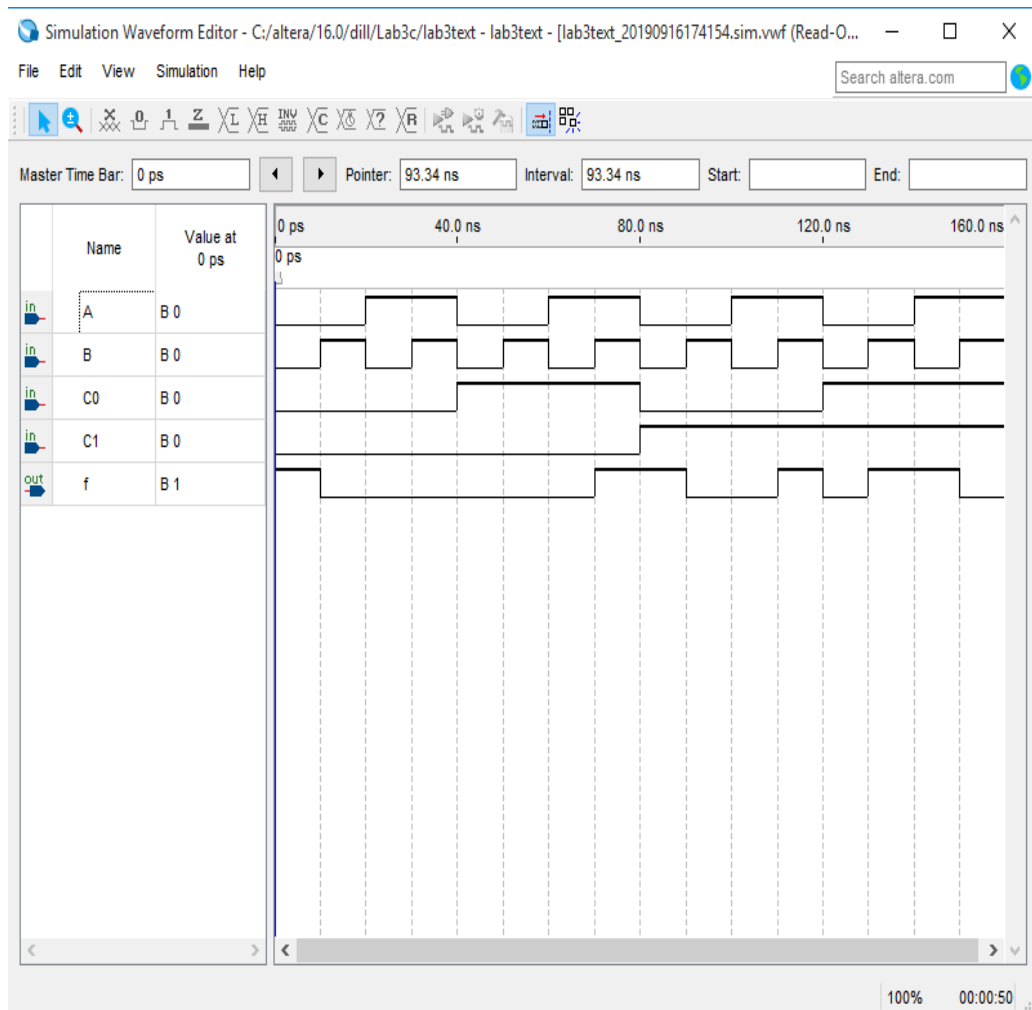 Simulation Waveform Editor - C:/altera/16.0/dill/Lab3c/lab3text - lab3text - [lab3text_20190916174154.sim.vwf (Read-O...
File Edit View Simulation Help
Search altera.com
Master Time Bar: 0 ps Pointer: 93.34 ns Interval: 93.34 ns Start: End:
Name Value at 0 ps
0 ps 40.0 ns 80.0 ns 120.0 ns 160.0 ns
0 ps
in A B 0
in B B 0
in C0 B 0
in C1 B 0
out f B 1
100% 00:00:50